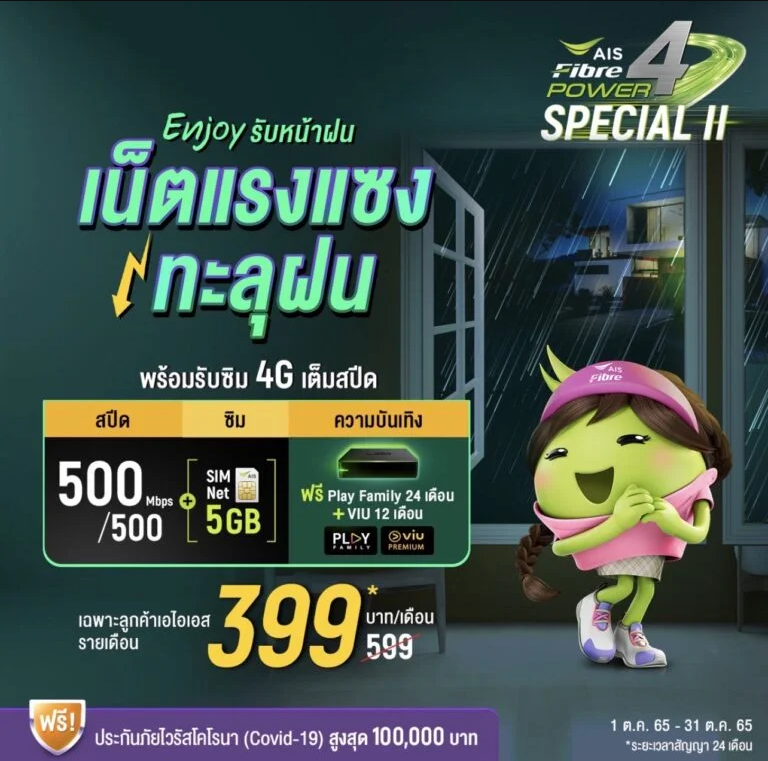 AIS
Fibre 4
POWER
SPECIAL II
Enjoy รับหน้าฝน
เน็ตแรงแซง
ทะลุฝน
พร้อมรับซิม 4G เต็มสปีด
สปีด ซิม ความบันเทิง
500 Mbps
/500
+
SIM AIS
Net
5GB
ฟรี Play Family 24 เดือน
+ VIU 12 เดือน
PLAY
FAMILY
viu
PREMIUM
เฉพาะลูกค้าเอไอเอส
รายเดือน
399*
บาท/เดือน
599
AIS
Fibre
ฟรี!
ประกันภัยไวรัสโคโรนา (Covid-19) สูงสุด 100,000 บาท
1 ต.ค. 65 - 31 ต.ค. 65
*ระยะเวลาสัญญา 24 เดือน